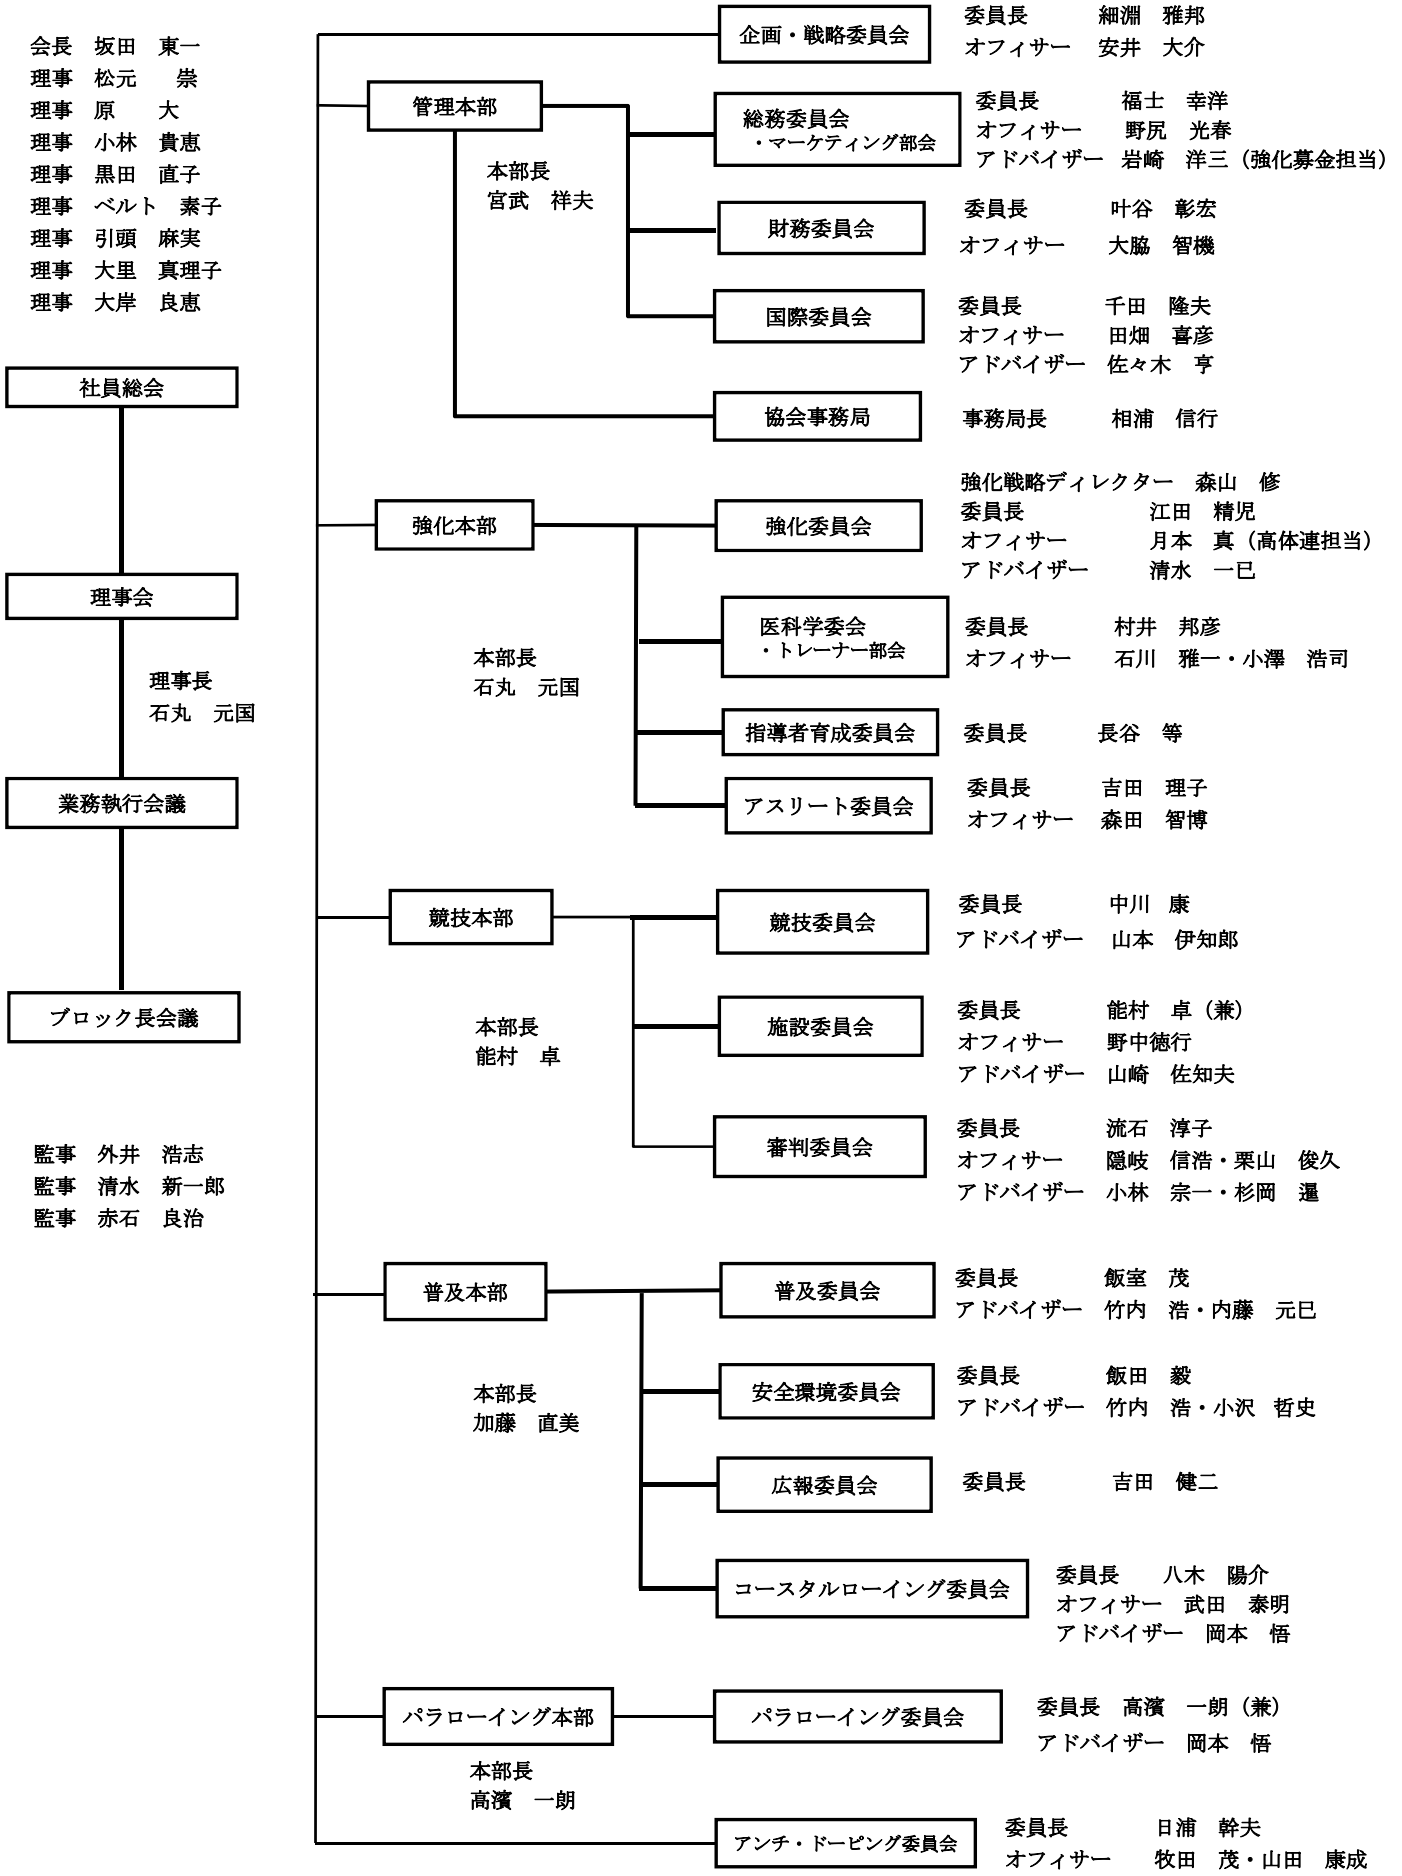 会長　坂田　東一
理事　松元　　崇
理事　原　　大
理事　小林　貴恵
理事　黒田　直子
理事　ベルト　素子
理事　引頭　麻実
理事　大里　真理子
理事　大岸　良恵
社員総会
理事会
理事長
石丸　元国
業務執行会議
ブロック長会議
監事　外井　浩志
監事　清水　新一郎
監事　赤石　良治
企画・戦略委員会
委員長　細淵　雅邦
オフィサー　安井　大介
管理本部
本部長
宮武　祥夫
総務委員会
・マーケティング部会
委員長　福士　幸洋
オフィサー　野尻　光春
アドバイザー　岩崎　洋三（強化募金担当）
財務委員会
委員長　叶谷　彰宏
オフィサー　大脇　智機
国際委員会
委員長　千田　隆夫
オフィサー　田畑　喜彦
アドバイザー　佐々木　亨
協会事務局
事務局長　相浦　信行
強化本部
本部長
石丸　元国
強化委員会
強化戦略ディレクター　森山　修
委員長　江田　精児
オフィサー　月本　真（高体連担当）
アドバイザー　清水　一巳
医科学委会
・トレーナー部会
委員長　村井　邦彦
オフィサー　石川　雅一・小澤　浩司
指導者育成委員会
委員長　長谷　等
アスリート委員会
委員長　吉田　理子
オフィサー　森田　智博
競技本部
本部長
能村　卓
競技委員会
委員長　中川　康
アドバイザー　山本　伊知郎
施設委員会
委員長　能村　卓（兼）
オフィサー　野中徳行
アドバイザー　山崎　佐知夫
審判委員会
委員長　流石　淳子
オフィサー　隠岐　信浩・栗山　俊久
アドバイザー　小林　宗一・杉岡　暹
普及本部
本部長
加藤　直美
普及委員会
委員長　飯室　茂
アドバイザー　竹内　浩・内藤　元巳
安全環境委員会
委員長　飯田　毅
アドバイザー　竹内　浩・小沢　哲史
広報委員会
委員長　吉田　健二
コースタルローイング委員会
委員長　八木　陽介
オフィサー　武田　泰明
アドバイザー　岡本　悟
パラローイング本部
本部長
高濱　一朗
パラローイング委員会
委員長　高濱　一朗（兼）
アドバイザー　岡本　悟
アンチ・ドーピング委員会
委員長　日浦　幹夫
オフィサー　牧田　茂・山田　康成